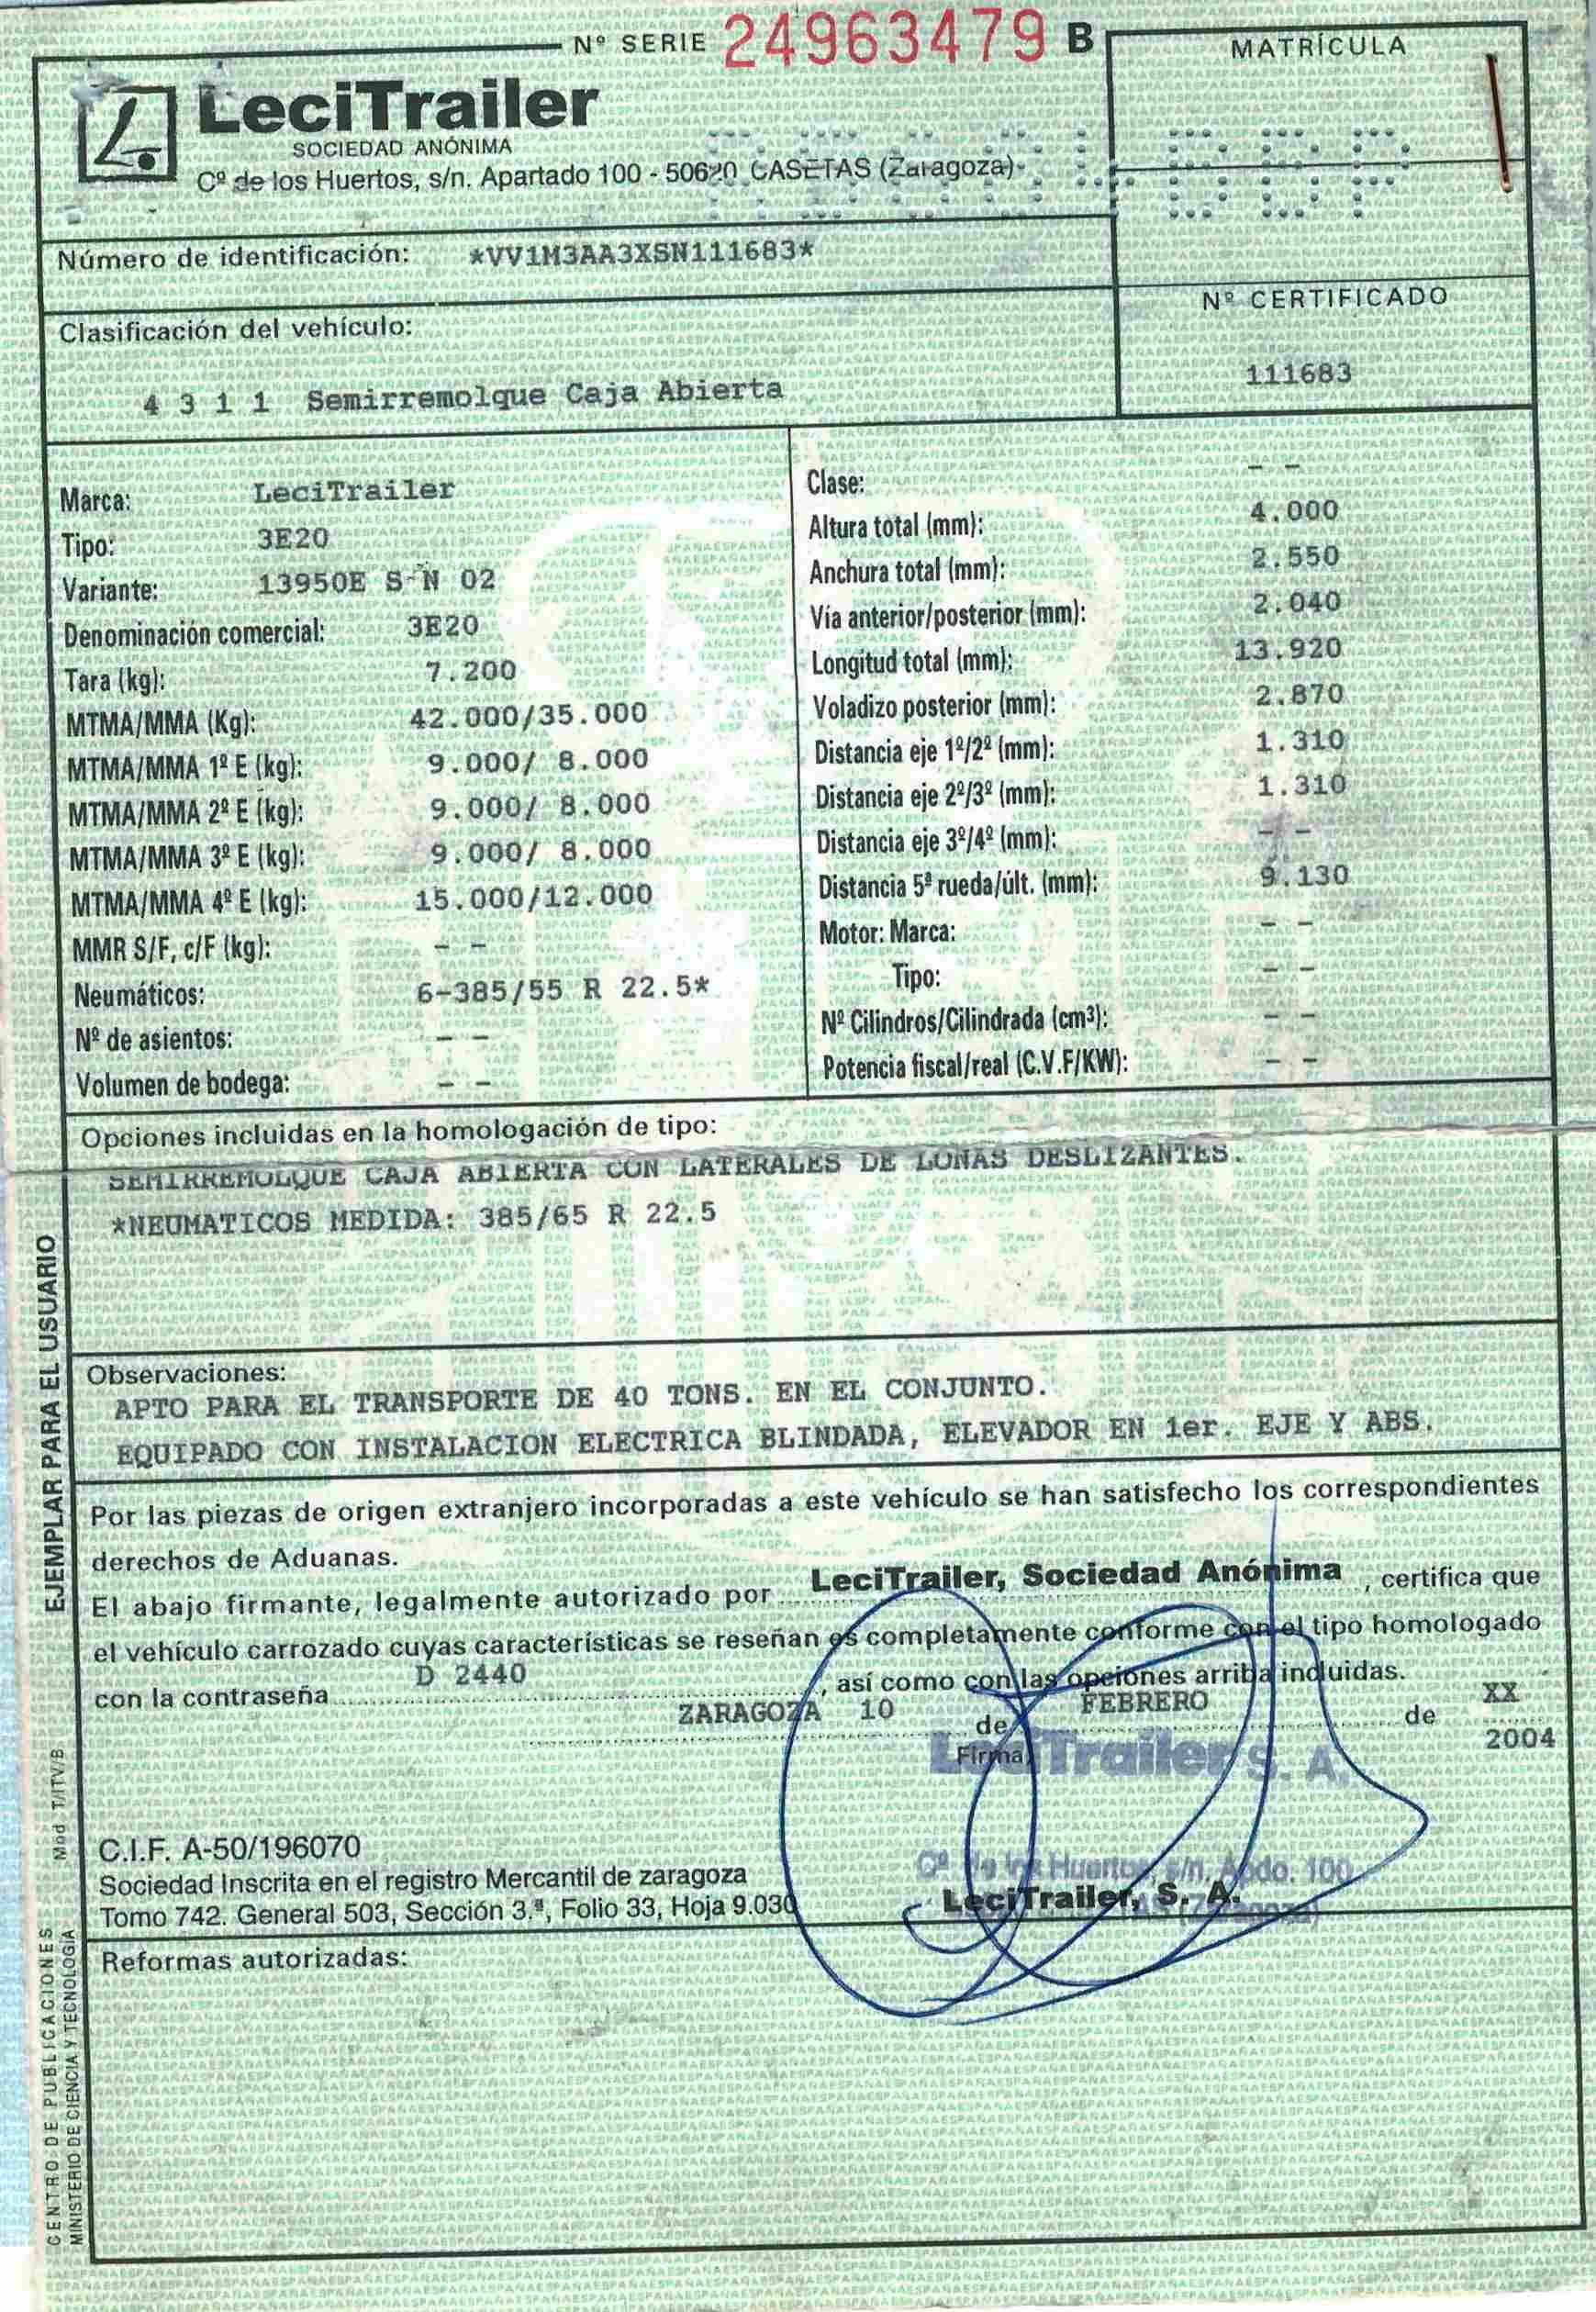 Nº SERIE 24963479 B
MATRÍCULA
LeciTrailer
SOCIEDAD ANÓNIMA
Cº de los Huertos, s/n. Apartado 100 - 50620 CASETAS (Zaragoza)
Número de identificación: *VV1M3AA3XSN111683*
Nº CERTIFICADO
111683
Clasificación del vehículo:
4 3 1 1 Semirremolque Caja Abierta
Marca: LeciTrailer
Tipo: 3E20
Variante: 13950E S-N 02
Denominación comercial: 3E20
Tara (kg): 7.200
MTMA/MMA (Kg): 42.000/35.000
MTMA/MMA 1º E (kg): 9.000/ 8.000
MTMA/MMA 2º E (kg): 9.000/ 8.000
MTMA/MMA 3º E (kg): 9.000/ 8.000
MTMA/MMA 4º E (kg): 15.000/12.000
MMR S/F, c/F (kg): - -
Neumáticos: 6-385/55 R 22.5*
Nº de asientos: - -
Volumen de bodega: - -
Clase: - -
Altura total (mm): 4.000
Anchura total (mm): 2.550
Vía anterior/posterior (mm): 2.040
Longitud total (mm): 13.920
Voladizo posterior (mm): 2.870
Distancia eje 1º/2º (mm): 1.310
Distancia eje 2º/3º (mm): 1.310
Distancia eje 3º/4º (mm): - -
Distancia 5ª rueda/últ. (mm): 9.130
Motor: Marca: - -
Tipo: - -
Nº Cilindros/Cilindrada (cm³): - -
Potencia fiscal/real (C.V.F/KW): - -
Opciones incluidas en la homologación de tipo:
SEMIRREMOLQUE CAJA ABIERTA CON LATERALES DE LONAS DESLIZANTES.
*NEUMATICOS MEDIDA: 385/65 R 22.5
Observaciones:
APTO PARA EL TRANSPORTE DE 40 TONS. EN EL CONJUNTO.
EQUIPADO CON INSTALACION ELECTRICA BLINDADA, ELEVADOR EN 1er. EJE Y ABS.
Por las piezas de origen extranjero incorporadas a este vehículo se han satisfecho los correspondientes
derechos de Aduanas.
El abajo firmante, legalmente autorizado por LeciTrailer, Sociedad Anónima, certifica que
el vehículo carrozado cuyas características se reseñan es completamente conforme con el tipo homologado
con la contraseña D 2440, así como con las opciones arriba incluidas.
ZARAGOZA 10 de FEBRERO de XX
2004
Firma
LeciTrailer S. A.
Cº de los Huertos, s/n, Apdo. 100
LeciTrailer, S. A.
C.I.F. A-50/196070
Sociedad Inscrita en el registro Mercantil de zaragoza
Tomo 742. General 503, Sección 3.ª, Folio 33, Hoja 9.030
Reformas autorizadas:
EJEMPLAR PARA EL USUARIO
Mod T/ITV/B
CENTRO DE PUBLICACIONES
MINISTERIO DE CIENCIA Y TECNOLOGÍA